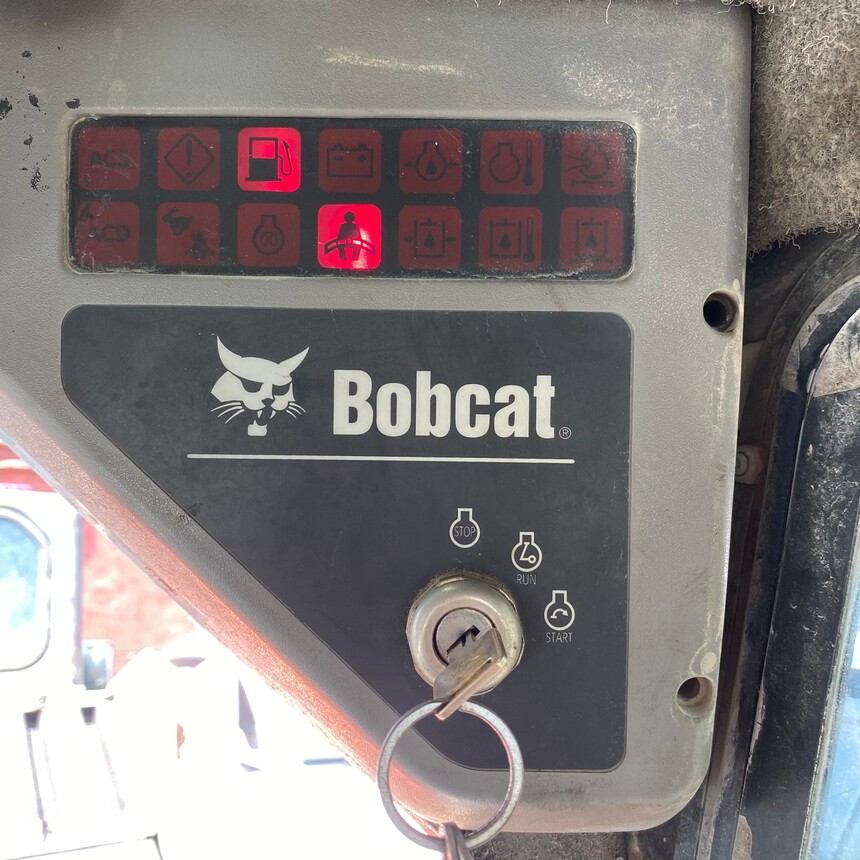 ACS
ACD
Bobcat®
STOP
RUN
START